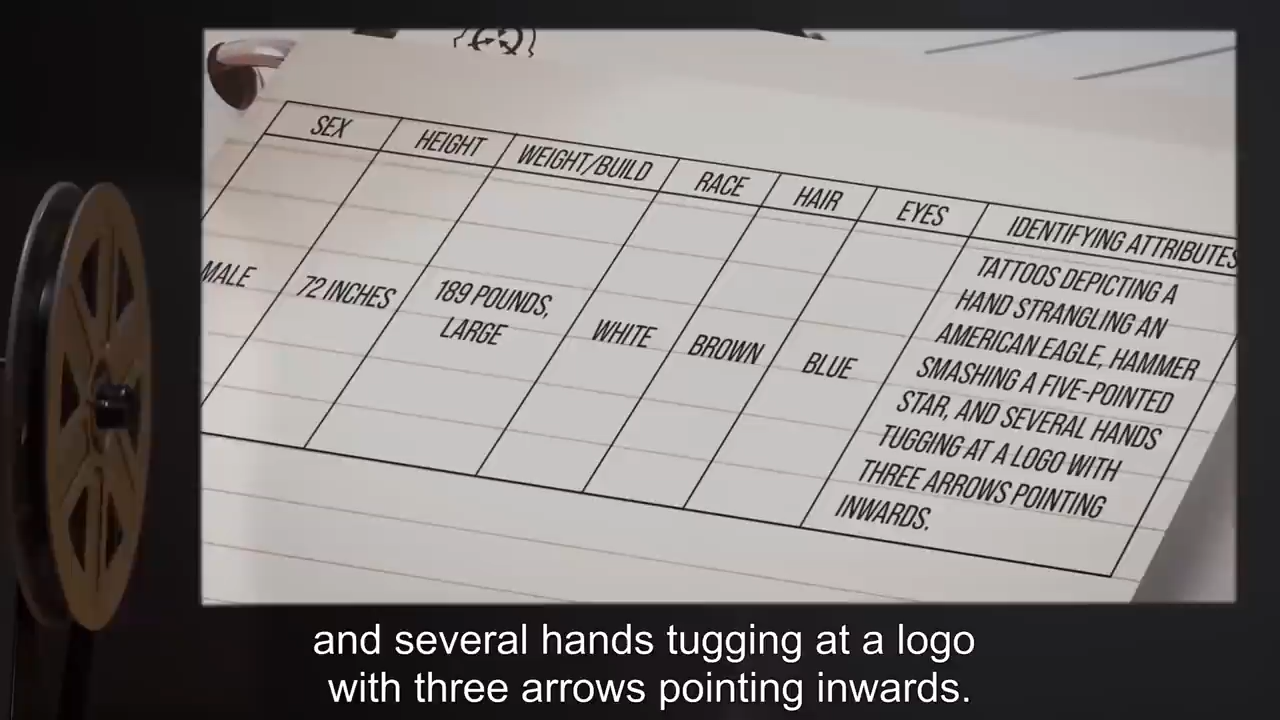 SEX HEIGHT WEIGHT/BUILD RACE HAIR EYES IDENTIFYING ATTRIBUTES
MALE 72 INCHES 189 POUNDS, LARGE WHITE BROWN BLUE
TATTOOS DEPICTING A
HAND STRANGLING AN
AMERICAN EAGLE, HAMMER
SMASHING A FIVE-POINTED
STAR, AND SEVERAL HANDS
TUGGING AT A LOGO WITH
THREE ARROWS POINTING
INWARDS.
and several hands tugging at a logo
with three arrows pointing inwards.